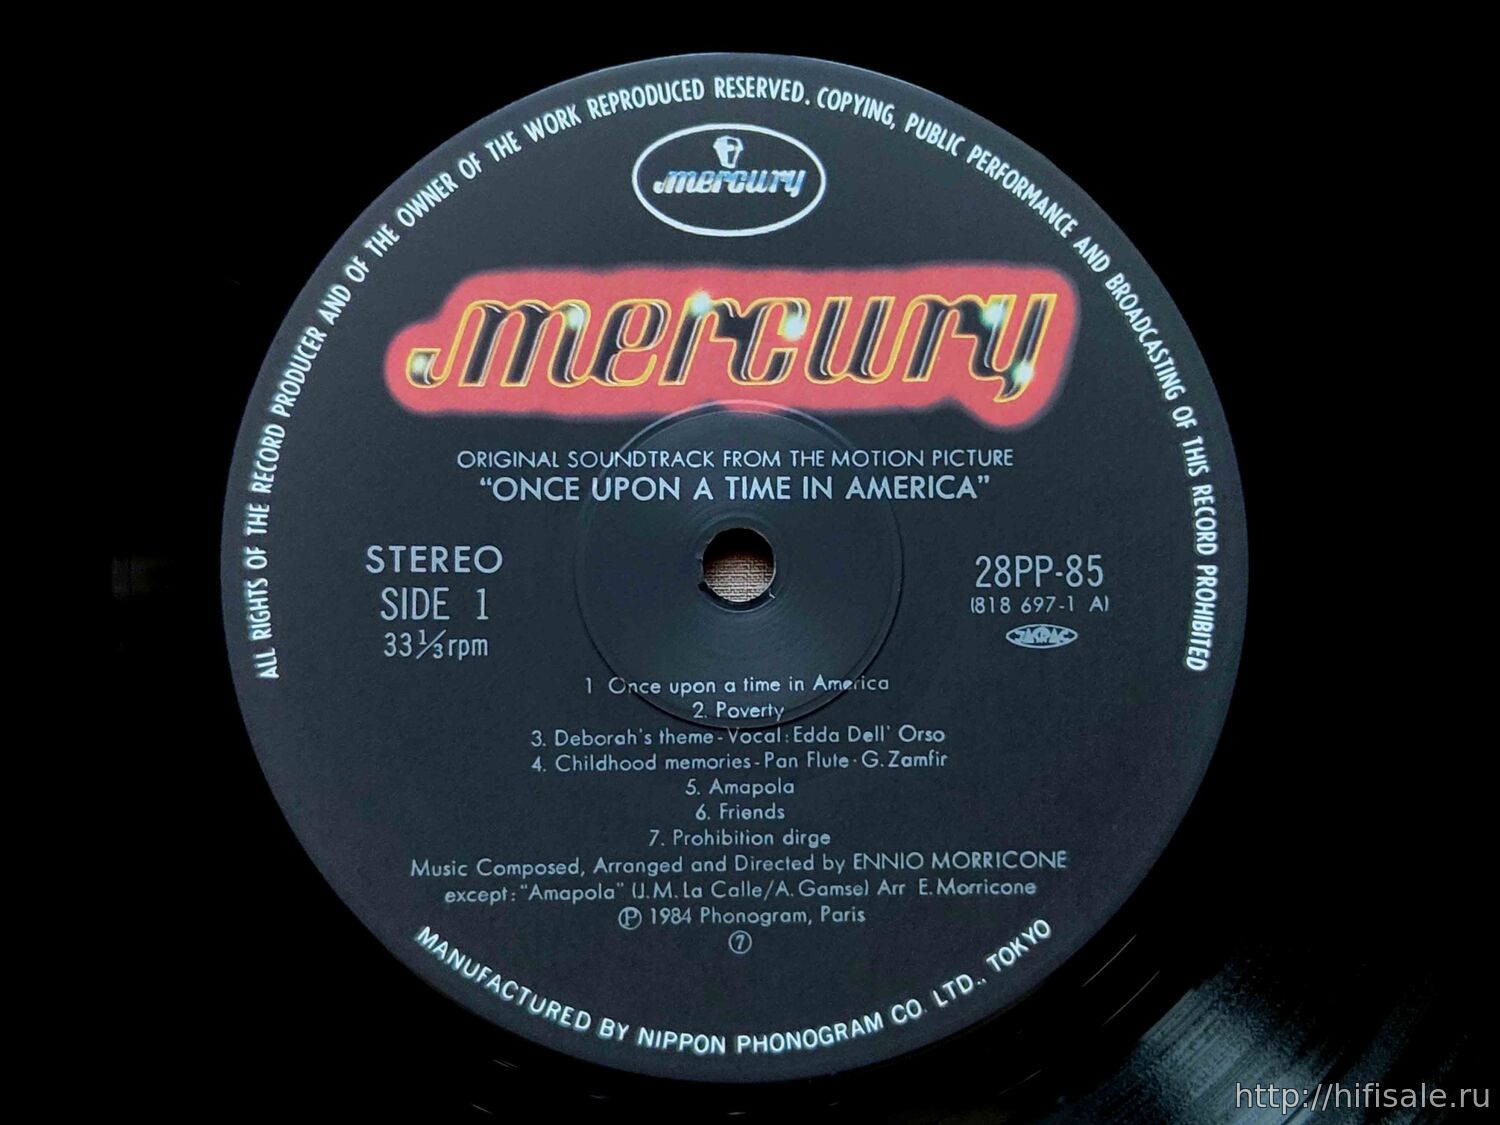 ALL RIGHTS OF THE RECORD PRODUCER AND OF THE OWNER OF THE WORK REPRODUCED RESERVED. COPYING, PUBLIC PERFORMANCE AND BROADCASTING OF THIS RECORD PROHIBITED
mercury
mercury
ORIGINAL SOUNDTRACK FROM THE MOTION PICTURE
“ONCE UPON A TIME IN AMERICA”
STEREO
SIDE 1
33⅓rpm
28PP-85
(818 697-1 A)
JASRAC
1 Once upon a time in America
2. Poverty
3. Deborah's theme-Vocal:Edda Dell' Orso
4. Childhood memories-Pan Flute·G.Zamfir
5. Amapola
6. Friends
7. Prohibition dirge
Music Composed, Arranged and Directed by ENNIO MORRICONE
except:“Amapola” (J.M.La Calle/A.Gamse) Arr E.Morricone
℗ 1984 Phonogram, Paris
⑦
MANUFACTURED BY NIPPON PHONOGRAM CO. LTD., TOKYO
http://hifisale.ru